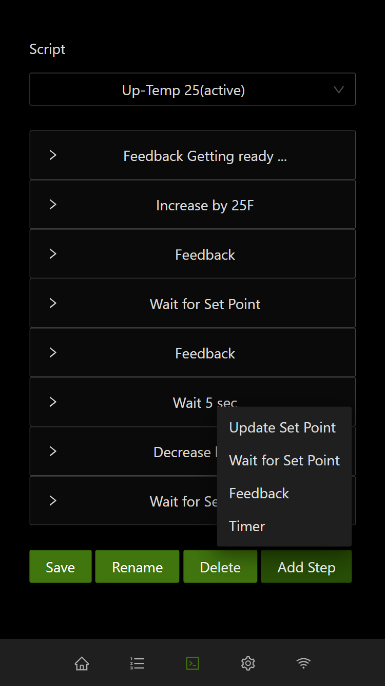 Script
Up-Temp 25(active)
Feedback Getting ready ...
Increase by 25F
Feedback
Wait for Set Point
Feedback
Wait 5 sec
Decrease
Wait for Se
Update Set Point
Wait for Set Point
Feedback
Timer
Save
Rename
Delete
Add Step